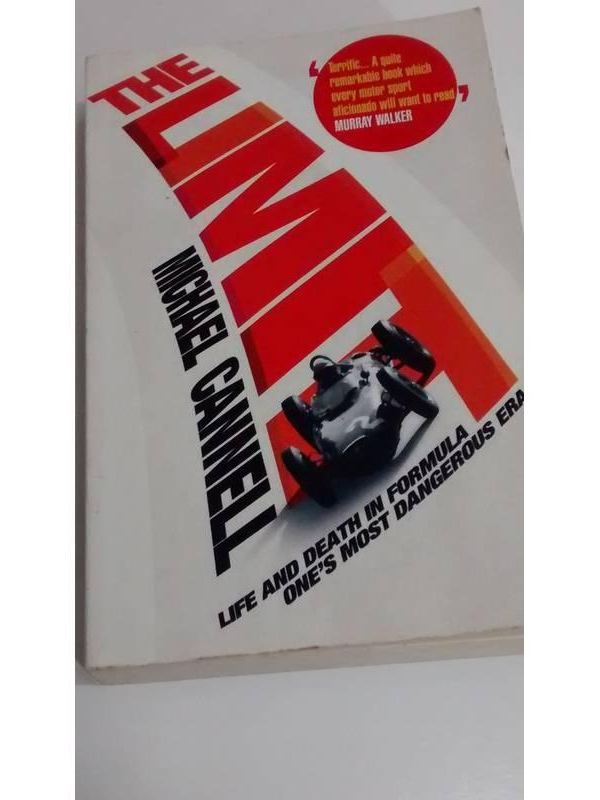 THE
LIMIT
MICHAEL CANNELL
‘Terrific... A quite
remarkable book which
every motor sport
aficionado will want to read’
MURRAY WALKER
2
LIFE AND DEATH IN FORMULA
ONE'S MOST DANGEROUS ERA